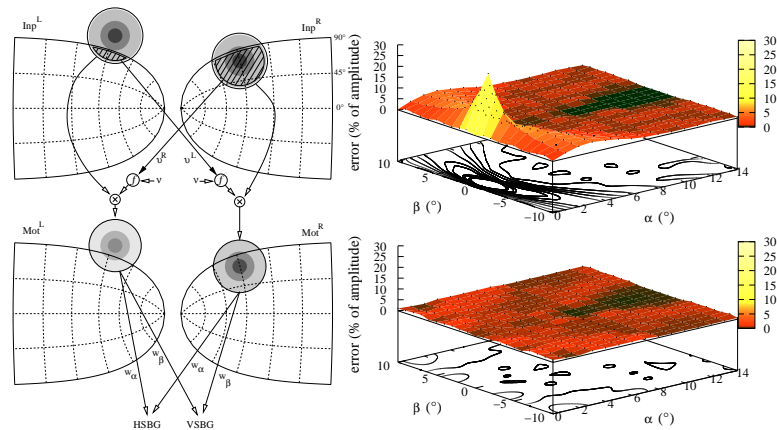 Inp^L
Inp^R
90°
45°
0°
υ^R
υ^L
f
ν
ν
f
⊗
⊗
Mot^L
Mot^R
w_α
w_β
w_α
w_β
HSBG
VSBG
error (% of amplitude)
30
25
20
15
10
5
0
10
5
0
−5
−10
β (°)
0
2
4
6
8
10
12
14
α (°)
30
25
20
15
10
5
0
error (% of amplitude)
30
25
20
15
10
5
0
10
5
0
−5
−10
β (°)
0
2
4
6
8
10
12
14
α (°)
30
25
20
15
10
5
0